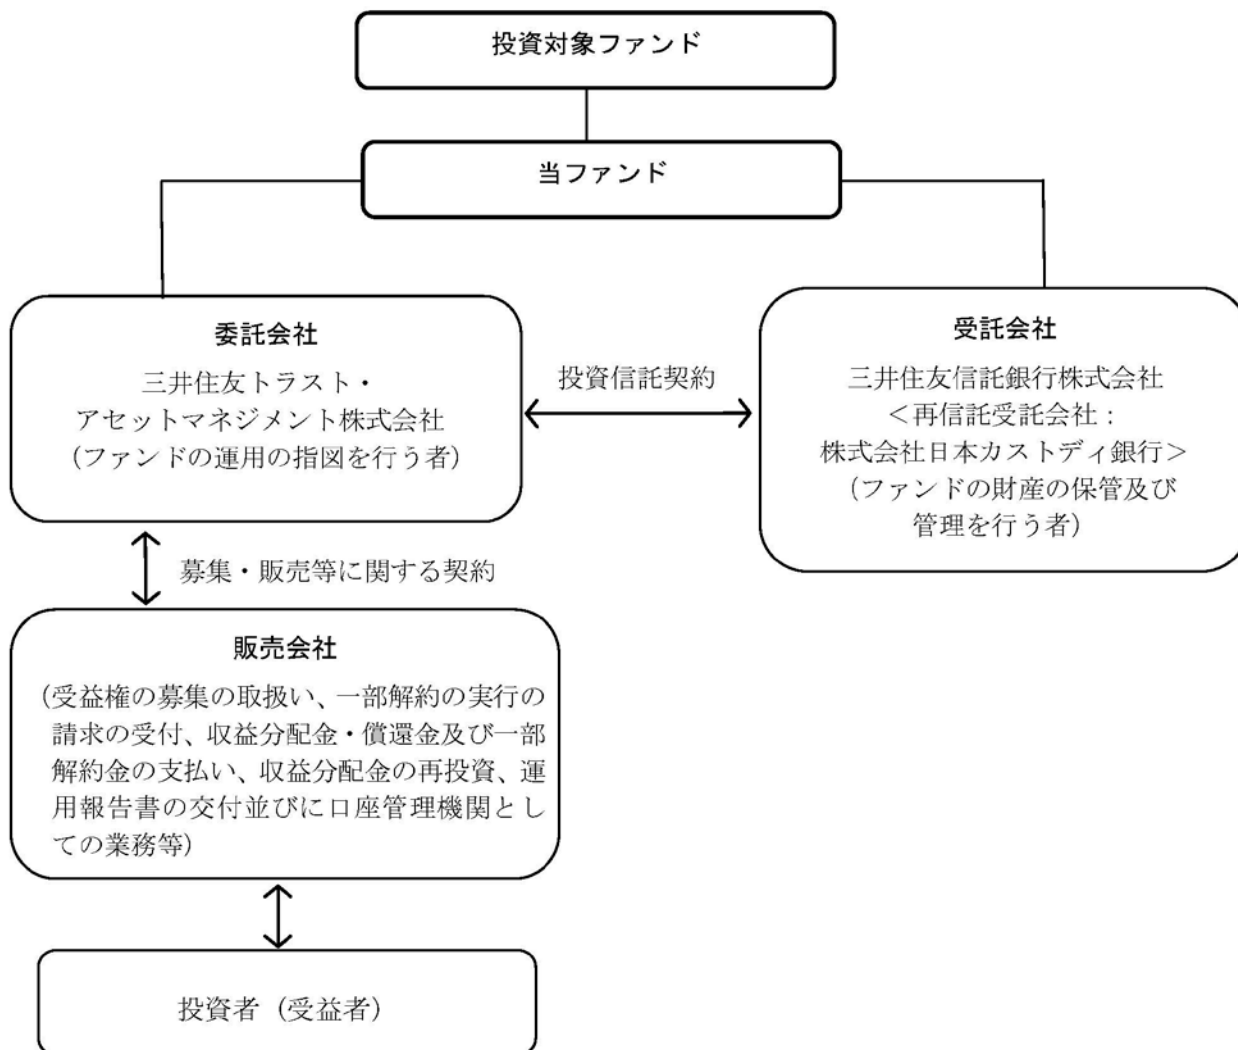 投資対象ファンド
当ファンド
委託会社
三井住友トラスト・
アセットマネジメント株式会社
（ファンドの運用の指図を行う者）
投資信託契約
受託会社
三井住友信託銀行株式会社
＜再信託受託会社：
株式会社日本カストディ銀行＞
（ファンドの財産の保管及び
管理を行う者）
募集・販売等に関する契約
販売会社
（受益権の募集の取扱い、一部解約の実行の
請求の受付、収益分配金・償還金及び一部
解約金の支払い、収益分配金の再投資、運
用報告書の交付並びに口座管理機関とし
ての業務等）
投資者（受益者）